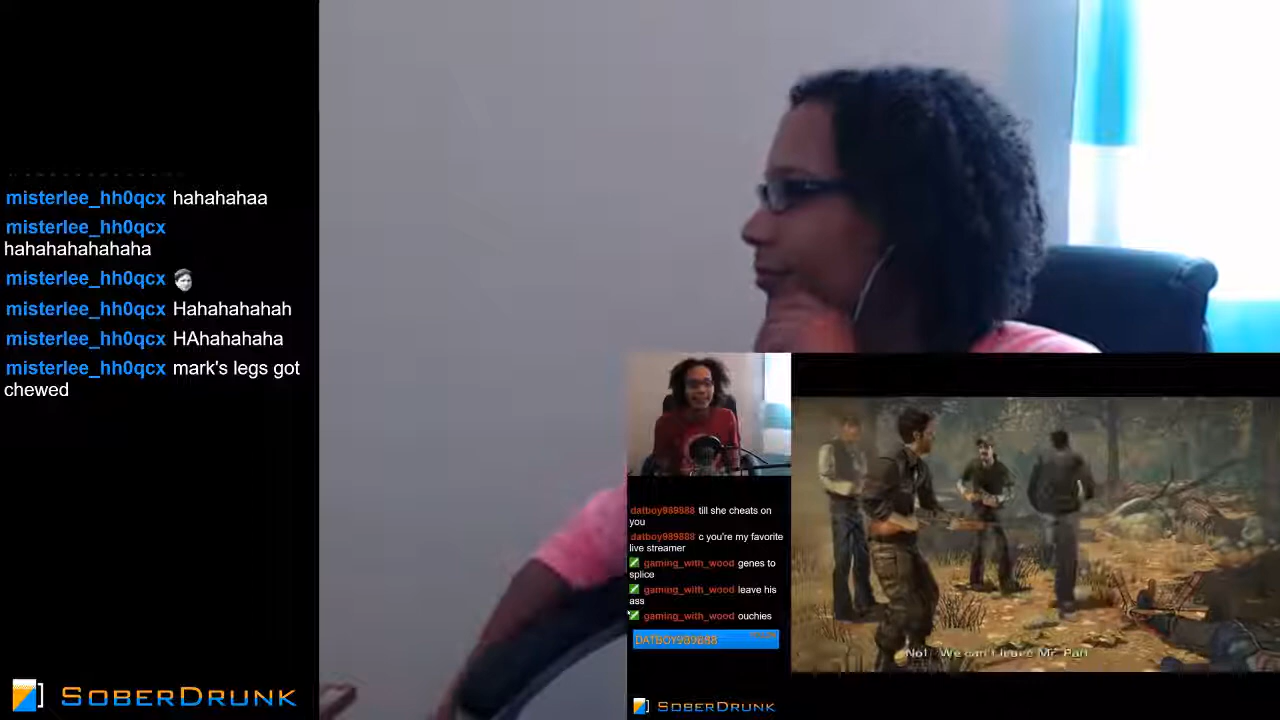 misterlee_hh0qcx hahahahaa
misterlee_hh0qcx
hahahahahahaha
misterlee_hh0qcx
misterlee_hh0qcx Hahahahahah
misterlee_hh0qcx HAhahahaha
misterlee_hh0qcx mark's legs got
chewed
SOBERDRUNK
datboy989888 till she cheats on
you
datboy989888 c you're my favorite
live streamer
gaming_with_wood genes to
splice
gaming_with_wood leave his
ass
gaming_with_wood ouchies
DATBOY989888
SOBERDRUNK
No! We can't leave Mr. Parr